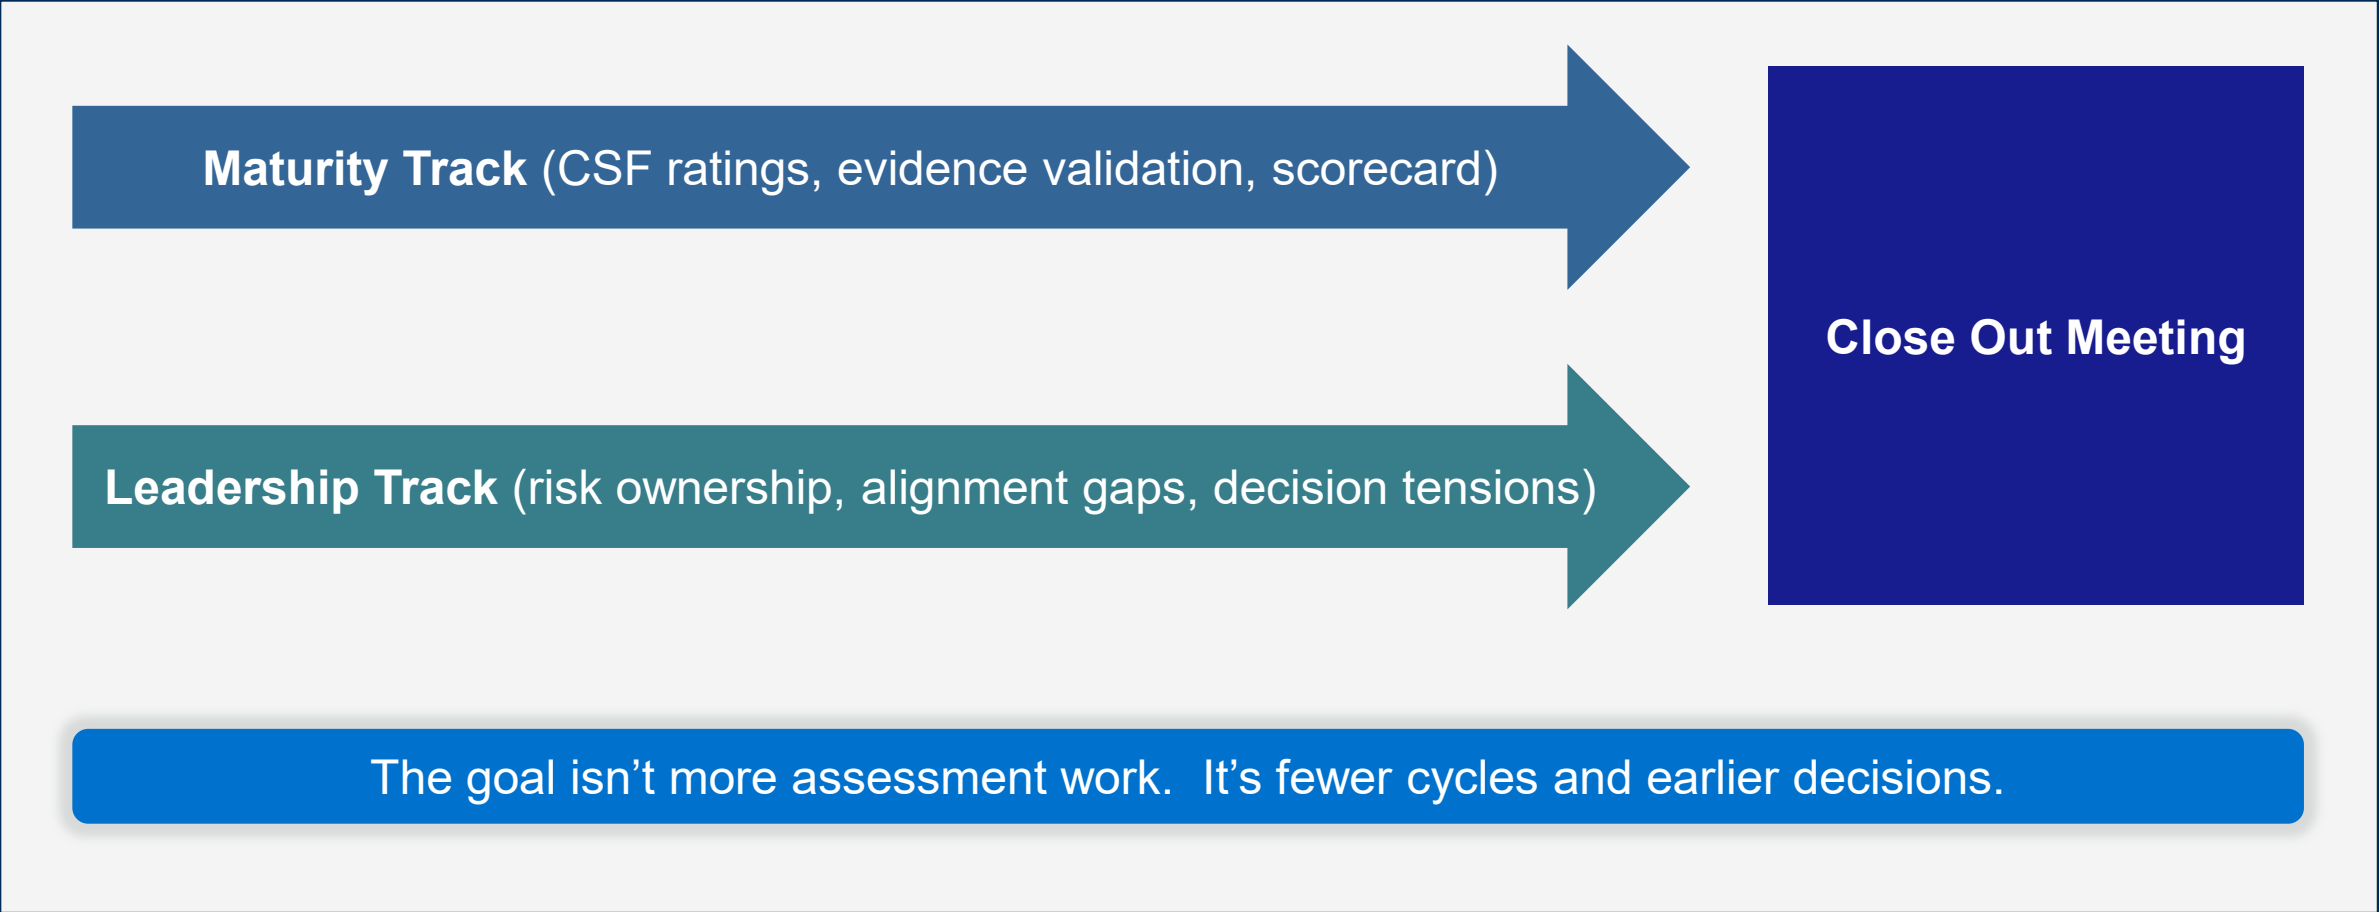 Maturity Track (CSF ratings, evidence validation, scorecard)
Close Out Meeting
Leadership Track (risk ownership, alignment gaps, decision tensions)
The goal isn’t more assessment work.  It’s fewer cycles and earlier decisions.